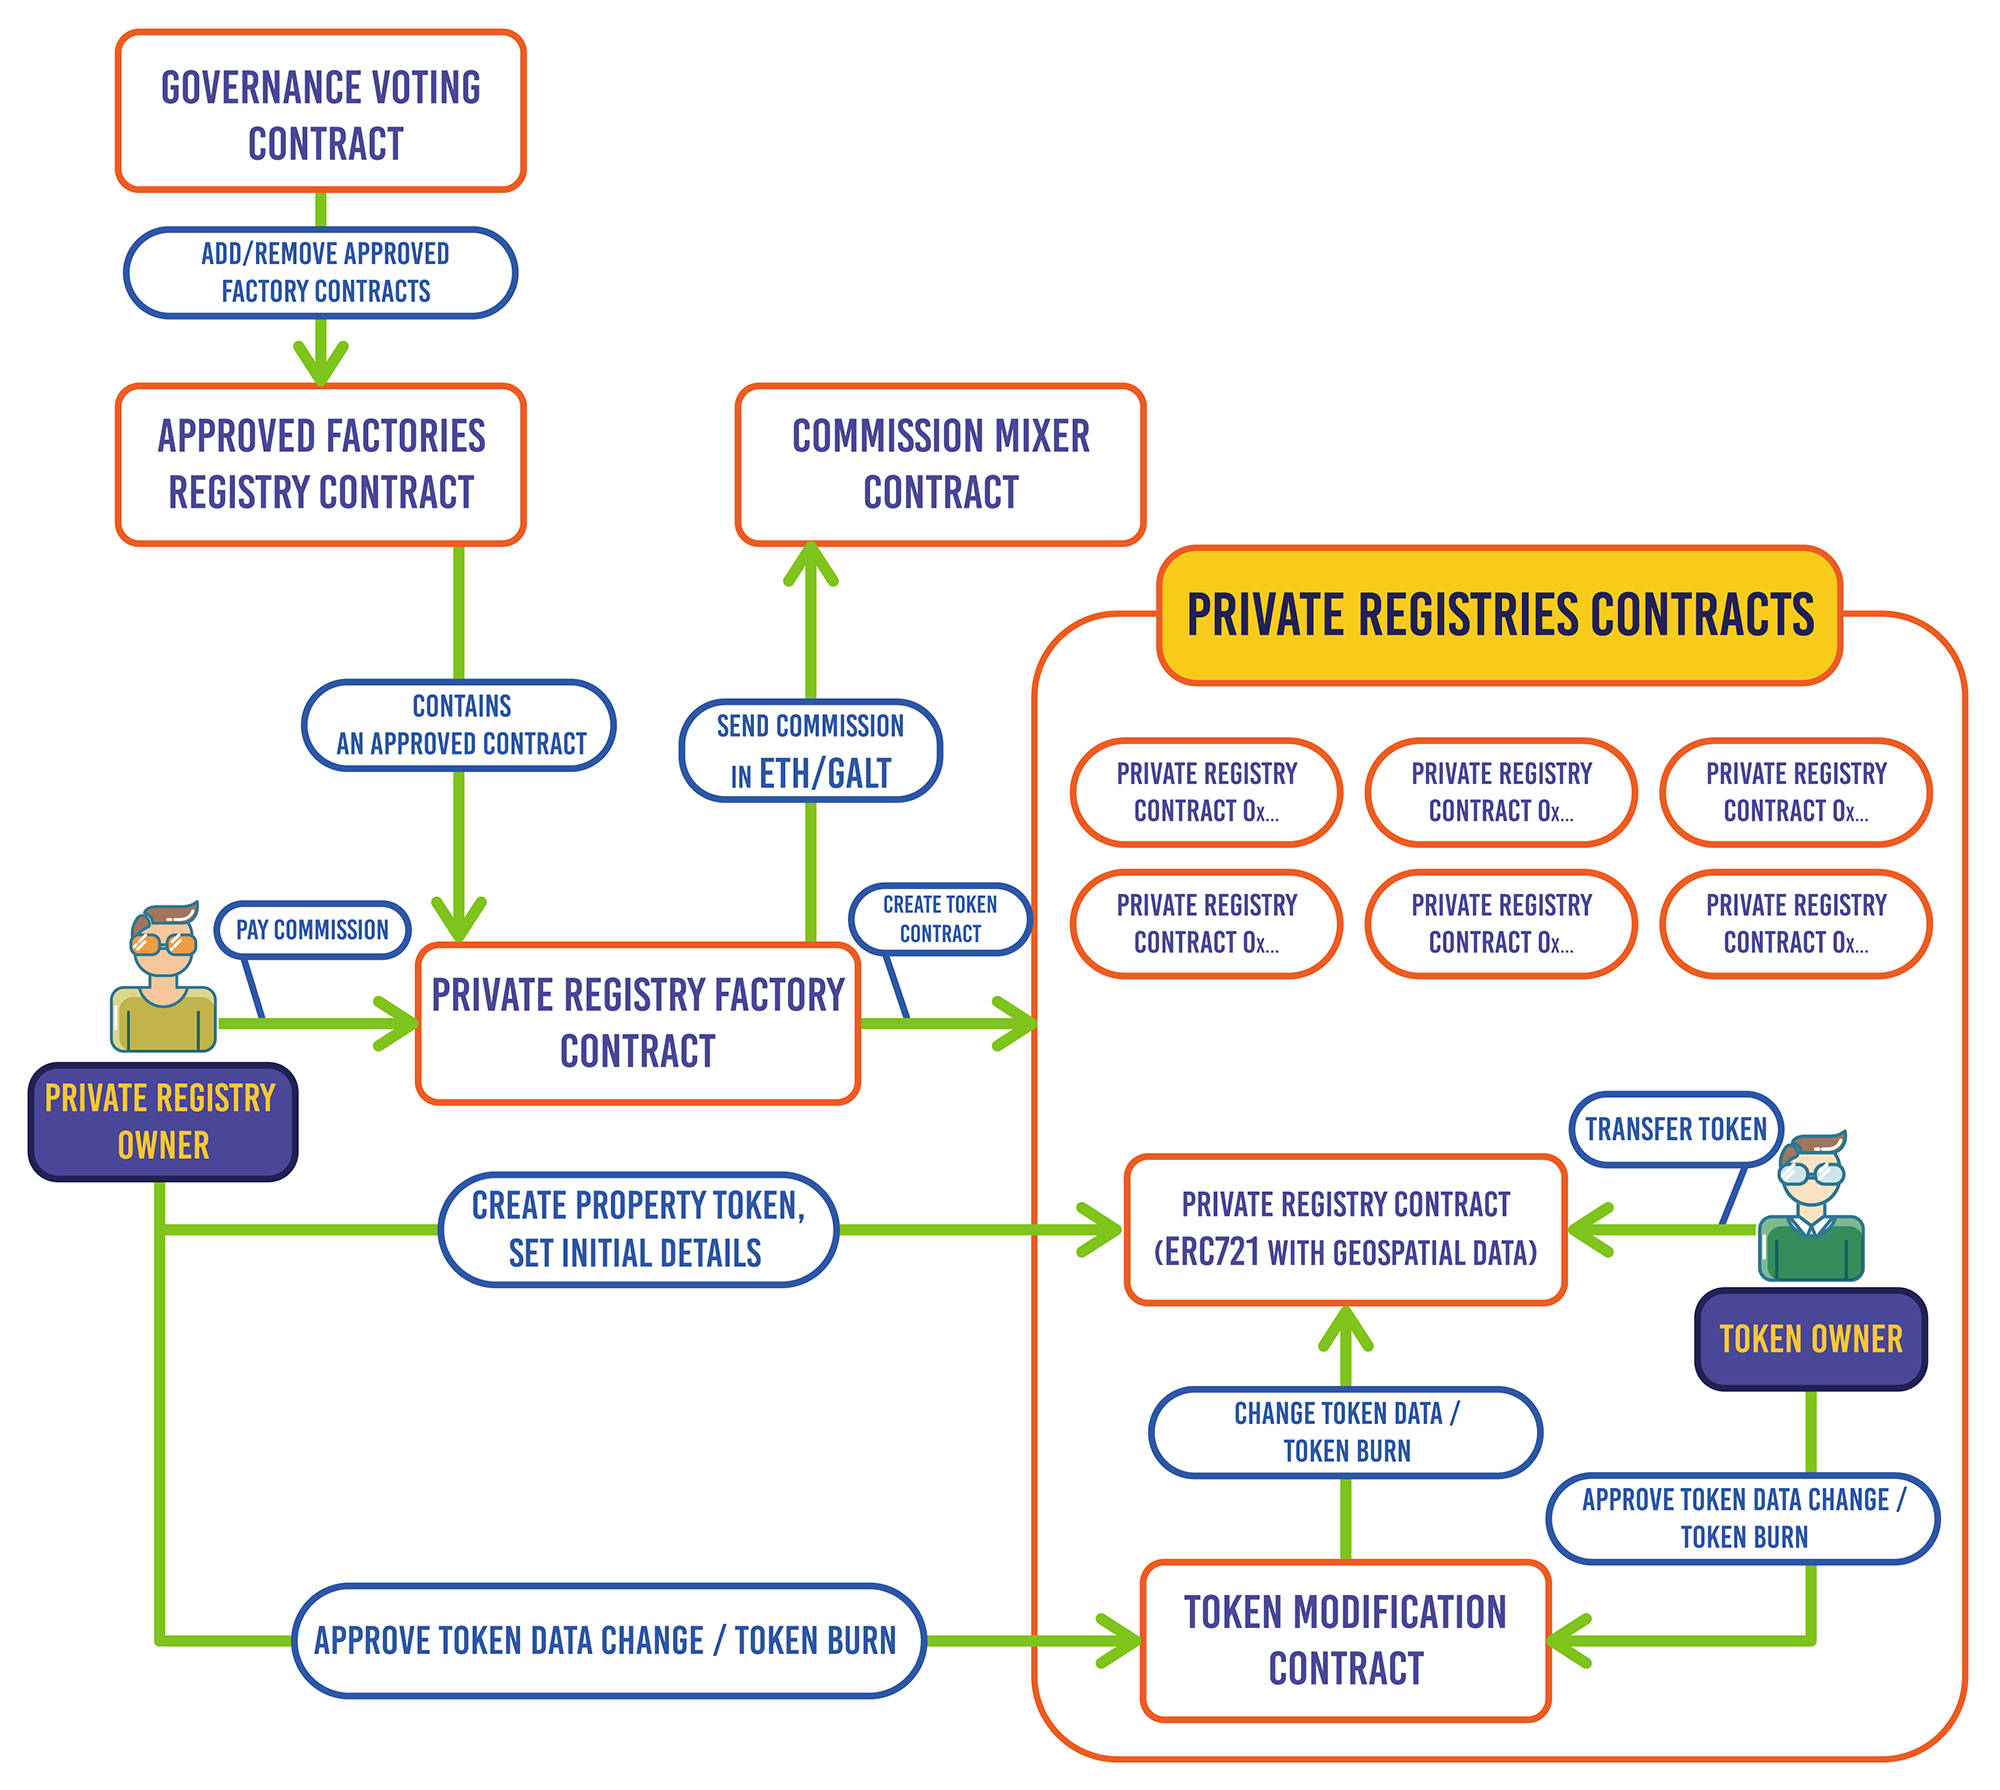 GOVERNANCE VOTING
CONTRACT
ADD/REMOVE APPROVED
FACTORY CONTRACTS
APPROVED FACTORIES
REGISTRY CONTRACT
COMMISSION MIXER
CONTRACT
PRIVATE REGISTRIES CONTRACTS
CONTAINS
AN APPROVED CONTRACT
SEND COMMISSION
IN ETH/GALT
PRIVATE REGISTRY
CONTRACT 0X...
PRIVATE REGISTRY
CONTRACT 0X...
PRIVATE REGISTRY
CONTRACT 0X...
PRIVATE REGISTRY
CONTRACT 0X...
PRIVATE REGISTRY
CONTRACT 0X...
PRIVATE REGISTRY
CONTRACT 0X...
PAY COMMISSION
CREATE TOKEN
CONTRACT
PRIVATE REGISTRY FACTORY
CONTRACT
PRIVATE REGISTRY
OWNER
TRANSFER TOKEN
CREATE PROPERTY TOKEN,
SET INITIAL DETAILS
PRIVATE REGISTRY CONTRACT
(ERC721 WITH GEOSPATIAL DATA)
TOKEN OWNER
CHANGE TOKEN DATA /
TOKEN BURN
APPROVE TOKEN DATA CHANGE /
TOKEN BURN
APPROVE TOKEN DATA CHANGE / TOKEN BURN
TOKEN MODIFICATION
CONTRACT